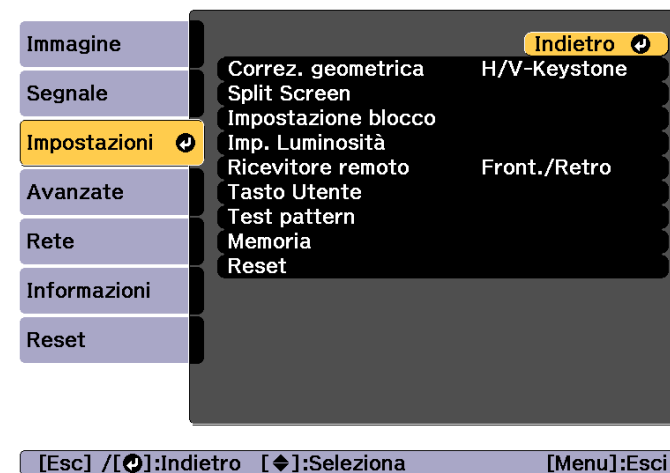 Immagine
Segnale
Impostazioni
Avanzate
Rete
Informazioni
Reset
Indietro
Correz. geometrica H/V-Keystone
Split Screen
Impostazione blocco
Imp. Luminosità
Ricevitore remoto Front./Retro
Tasto Utente
Test pattern
Memoria
Reset
[Esc] /[⏎]:Indietro [◆]:Seleziona [Menu]:Esci